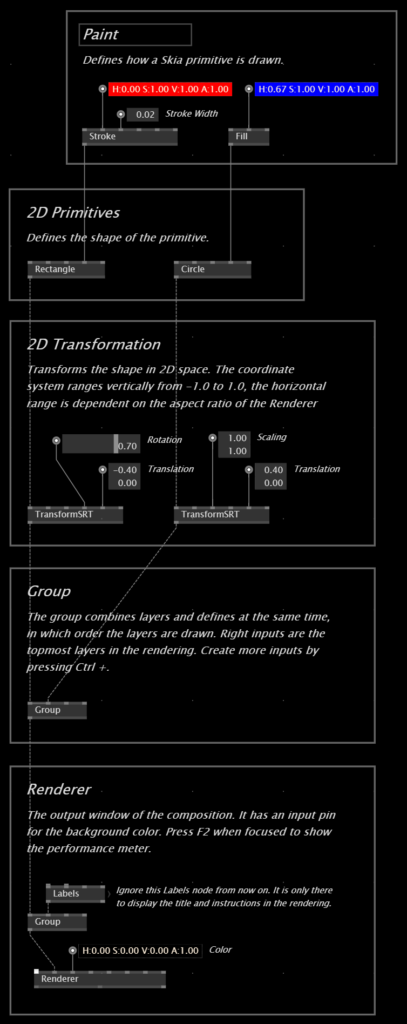 Paint
Defines how a Skia primitive is drawn.
H:0.00 S:1.00 V:1.00 A:1.00
H:0.67 S:1.00 V:1.00 A:1.00
0.02 Stroke Width
Stroke
Fill
2D Primitives
Defines the shape of the primitive.
Rectangle
Circle
2D Transformation
Transforms the shape in 2D space. The coordinate
system ranges vertically from -1.0 to 1.0, the horizontal
range is dependent on the aspect ratio of the Renderer
0.70 Rotation
1.00 Scaling
1.00
-0.40 Translation
0.00
0.40 Translation
0.00
TransformSRT
TransformSRT
Group
The group combines layers and defines at the same time,
in which order the layers are drawn. Right inputs are the
topmost layers in the rendering. Create more inputs by
pressing Ctrl +.
Group
Renderer
The output window of the composition. It has an input pin
for the background color. Press F2 when focused to show
the performance meter.
Labels
Ignore this Labels node from now on. It is only there
to display the title and instructions in the rendering.
Group
H:0.00 S:0.00 V:0.00 A:1.00 Color
Renderer